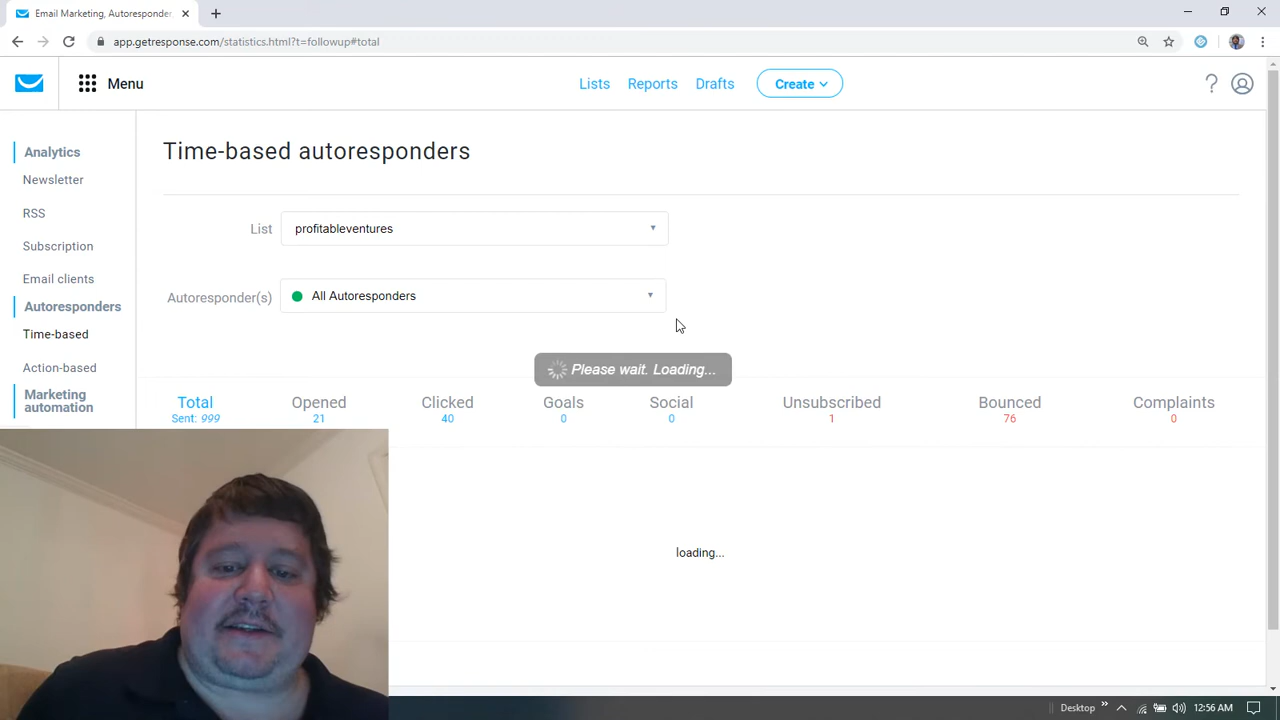 Email Marketing, Autoresponder
app.getresponse.com/statistics.html?t=followup#total
Menu
Lists
Reports
Drafts
Create
?
Analytics
Newsletter
RSS
Subscription
Email clients
Autoresponders
Time-based
Action-based
Marketing
automation
Time-based autoresponders
List
profitableventures
Autoresponder(s)
All Autoresponders
Please wait. Loading...
Total
Sent: 999
Opened
21
Clicked
40
Goals
0
Social
0
Unsubscribed
1
Bounced
76
Complaints
0
loading...
Desktop
12:56 AM